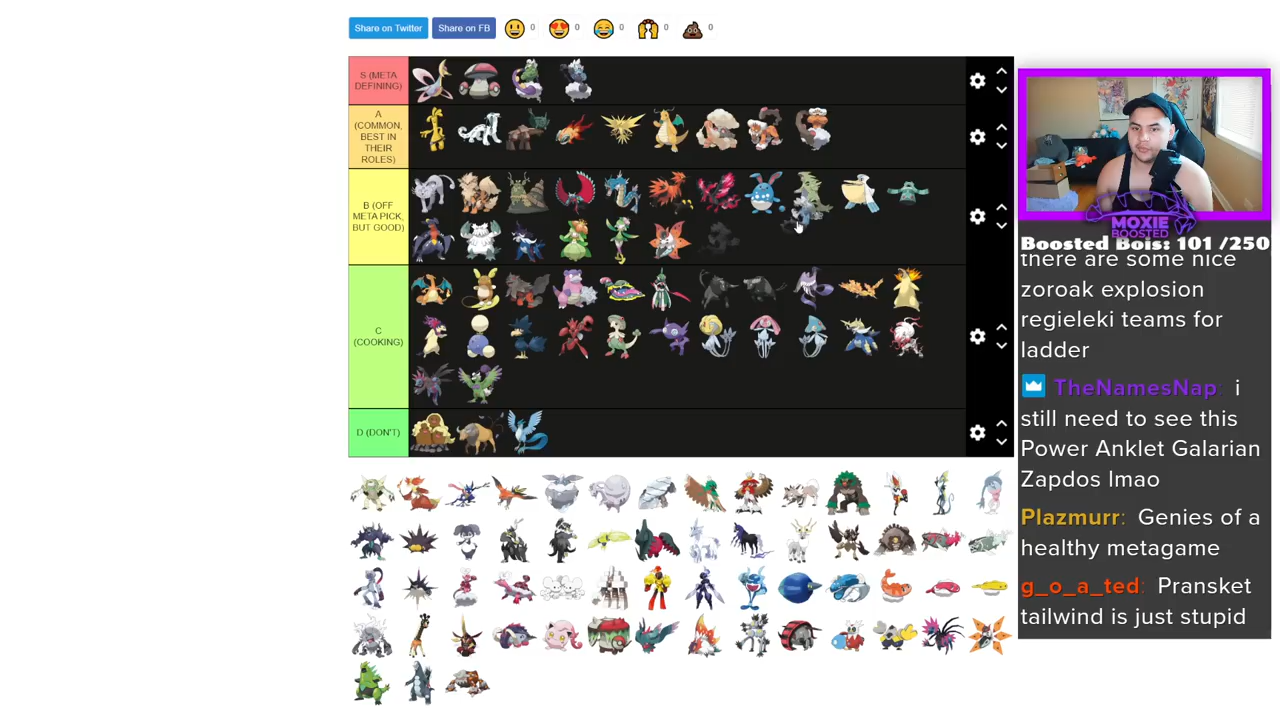 Share on Twitter Share on FB 0 0 0 0 0
S (META
DEFINING)
A
(COMMON,
BEST IN
THEIR
ROLES)
B (OFF
META PICK,
BUT GOOD)
C
(COOKING)
D (DON'T)
MOXIE
BOOSTED
Boosted Bois: 101 /250
there are some nice
zoroak explosion
regieleki teams for
ladder
TheNamesNap: i
still need to see this
Power Anklet Galarian
Zapdos lmao
Plazmurr: Genies of a
healthy metagame
g_o_a_ted: Pransket
tailwind is just stupid